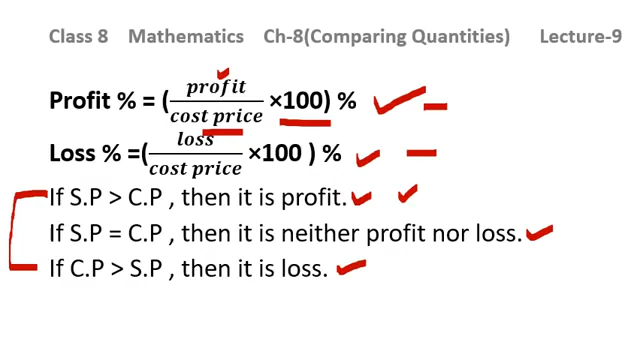 Class 8 Mathematics Ch-8(Comparing Quantities) Lecture-9
Profit % = (profit/cost price ×100) %
Loss % =(loss/cost price ×100 ) %
If S.P > C.P , then it is profit.
If S.P = C.P , then it is neither profit nor loss.
If C.P > S.P , then it is loss.